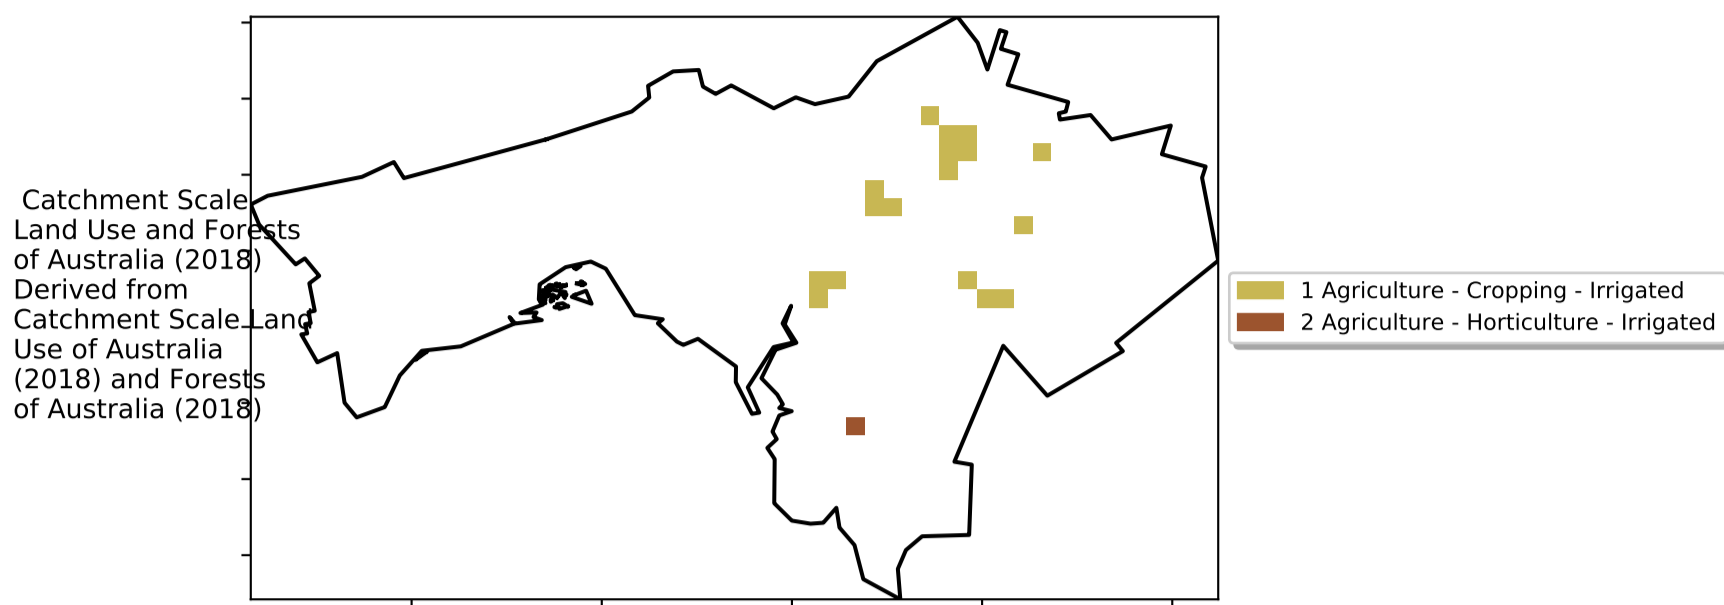 Catchment Scale
Land Use and Forests
of Australia (2018)
Derived from
Catchment Scale Land
Use of Australia
(2018) and Forests
of Australia (2018)
1 Agriculture - Cropping - Irrigated
2 Agriculture - Horticulture - Irrigated